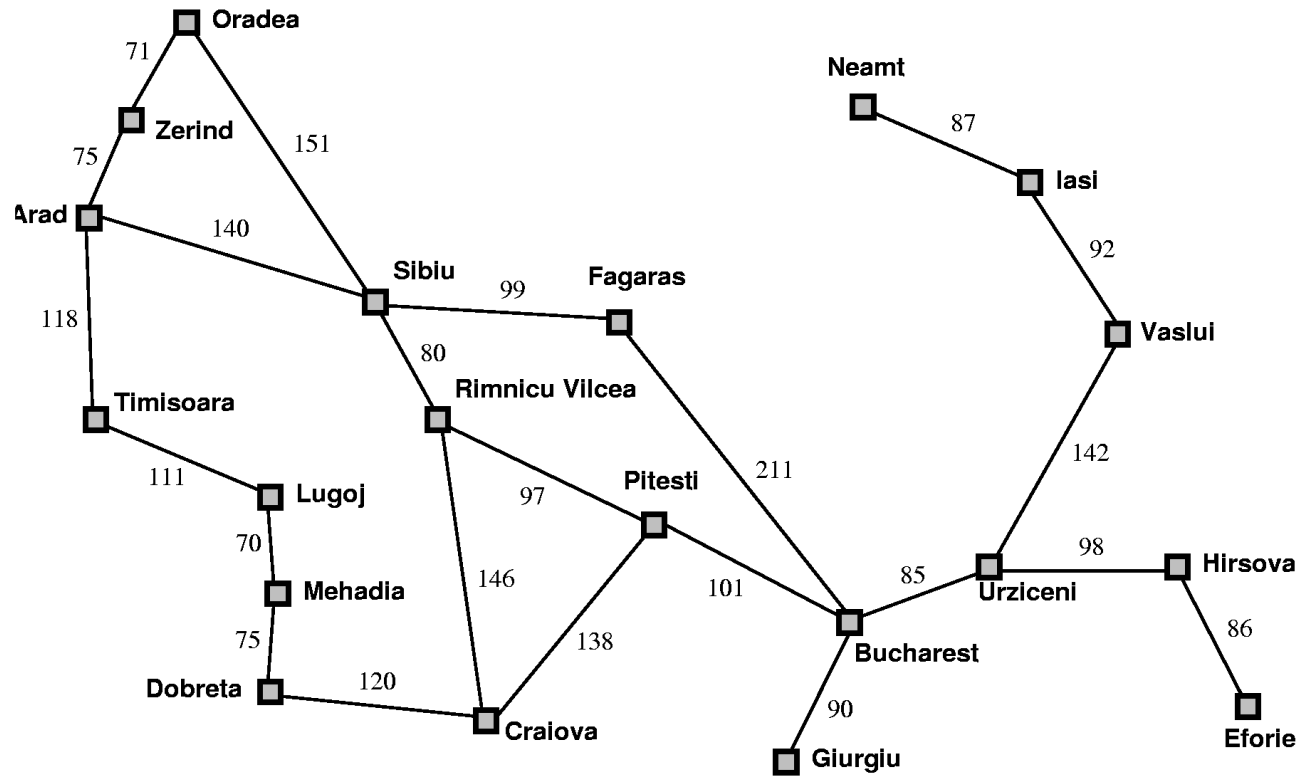 Oradea
71
Neamt
Zerind
87
151
75
Iasi
Arad
140
92
Sibiu
Fagaras
99
118
Vaslui
80
Timisoara
Rimnicu Vilcea
142
211
111
Lugoj
97
Pitesti
70
98
Hirsova
146
85
Mehadia
101
Urziceni
86
75
138
Bucharest
Dobreta
120
90
Craiova
Eforie
Giurgiu